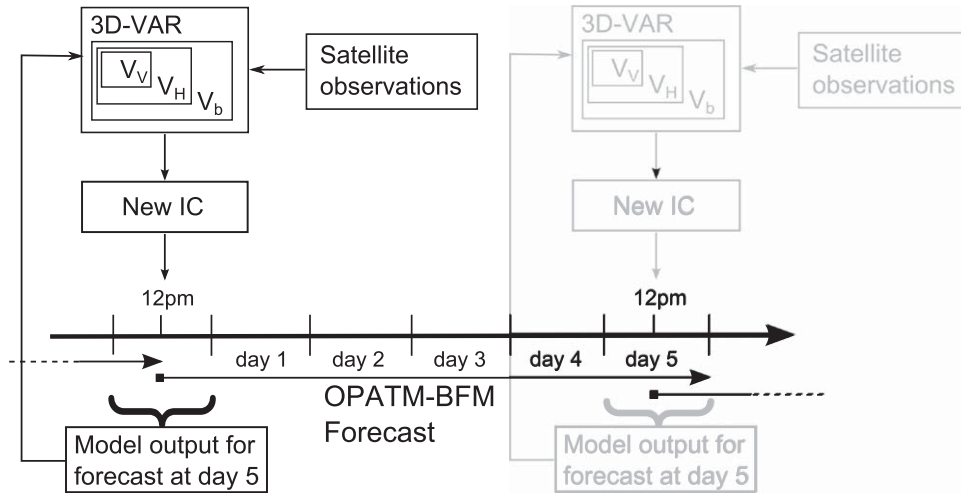 3D-VAR
V_V
V_H
V_b
Satellite
observations
New IC
12pm
3D-VAR
V_V
V_H
V_b
Satellite
observations
New IC
12pm
day 1
day 2
day 3
day 4
day 5
OPATM-BFM
Forecast
Model output for
forecast at day 5
Model output for
forecast at day 5